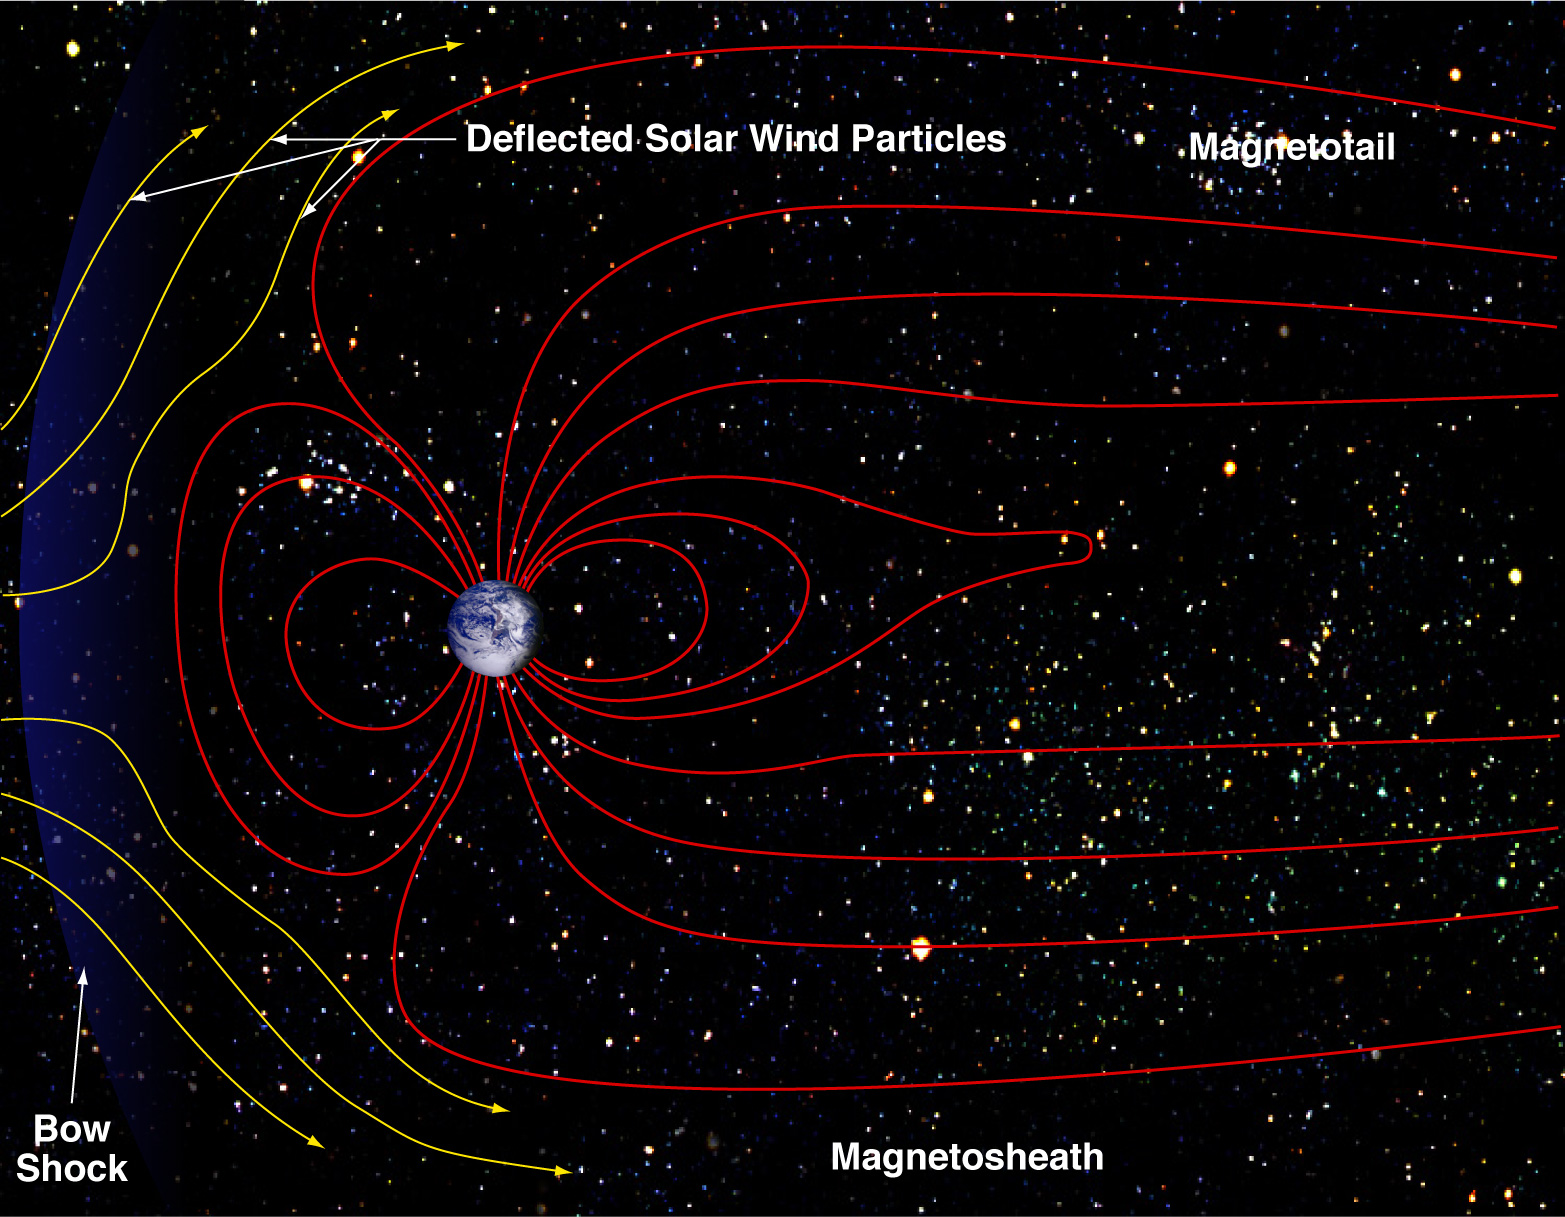 Deflected Solar Wind Particles
Magnetotail
Bow
Shock
Magnetosheath